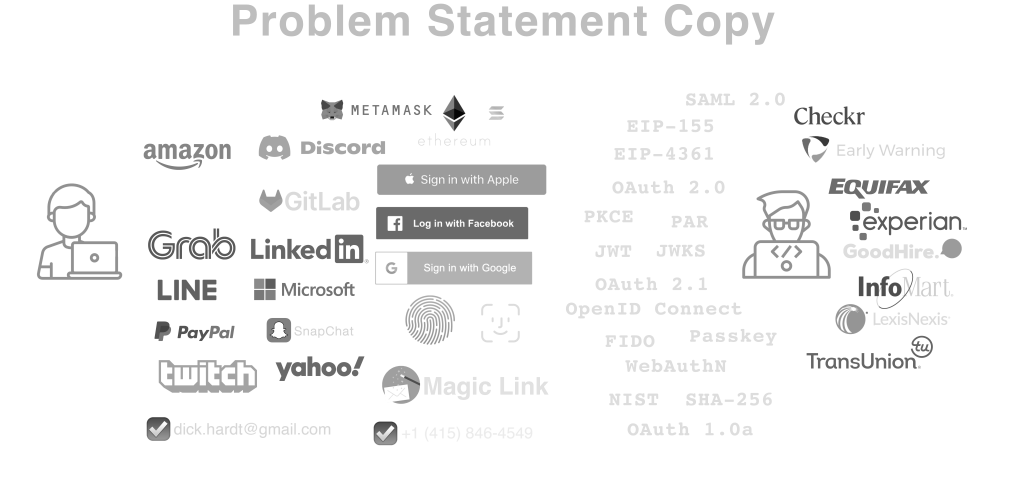 Problem Statement Copy
METAMASK
ethereum
amazon
Discord
Sign in with Apple
GitLab
Log in with Facebook
Grab
Linked in
G Sign in with Google
LINE
Microsoft
PayPal
SnapChat
twitch
yahoo!
Magic Link
dick.hardt@gmail.com
+1 (415) 846-4549
SAML 2.0
EIP-155
EIP-4361
OAuth 2.0
PKCE PAR
JWT JWKS
OAuth 2.1
OpenID Connect
FIDO Passkey
WebAuthN
NIST SHA-256
OAuth 1.0a
</>
Checkr
Early Warning
EQUIFAX
experian
GoodHire
InfoMart
LexisNexis
tu
TransUnion